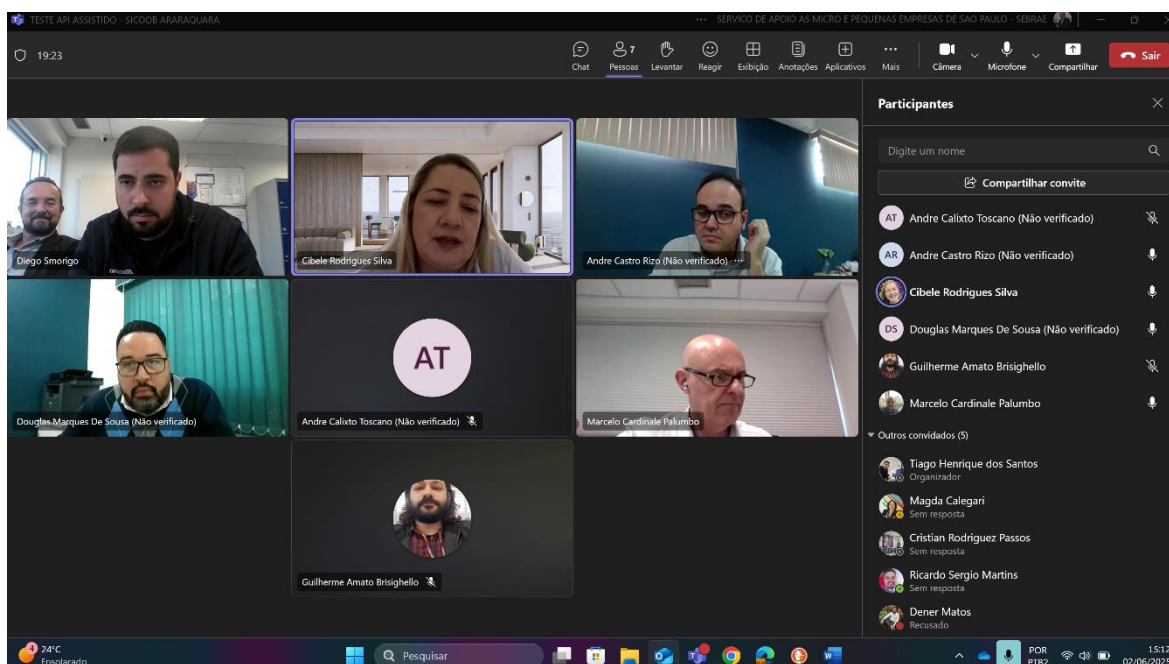 TESTE API ASSISTIDO - SICOOB ARARAQUARA
SERVICO DE APOIO AS MICRO E PEQUENAS EMPRESAS DE SAO PAULO - SEBRAE
19:23
7
Chat Pessoas Levantar Reagir Exibição Anotações Aplicativos Mais Câmera Microfone Compartilhar Sair
Diego Smorigo
Cibele Rodrigues Silva
Andre Castro Rizo (Não verificado)
Douglas Marques De Sousa (Não verificado)
AT
Andre Calixto Toscano (Não verificado)
Marcelo Cardinale Palumbo
Guilherme Amato Brisighello
Participantes
Digite um nome
Compartilhar convite
AT Andre Calixto Toscano (Não verificado)
AR Andre Castro Rizo (Não verificado)
Cibele Rodrigues Silva
DS Douglas Marques De Sousa (Não verificado)
Guilherme Amato Brisighello
Marcelo Cardinale Palumbo
Outros convidados (5)
Tiago Henrique dos Santos
Organizador
Magda Calegari
Sem resposta
Cristian Rodriguez Passos
Sem resposta
Ricardo Sergio Martins
Sem resposta
Dener Matos
Recusado
4
24°C
Ensolarado
Pesquisar
POR
PTB2
15:12